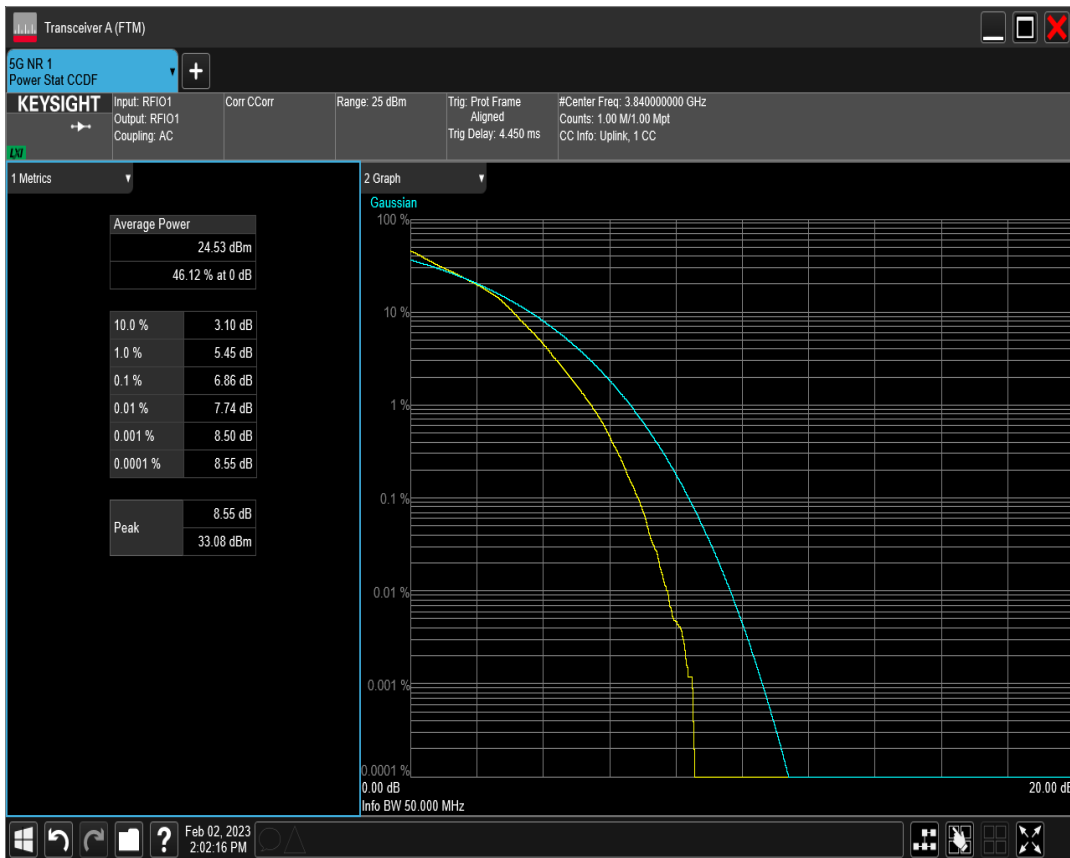 Transceiver A (FTM)
5G NR 1
Power Stat CCDF
KEYSIGHT
LXI
Input: RFIO1
Output: RFIO1
Coupling: AC
Corr CCorr
Range: 25 dBm
Trig: Prot Frame
Aligned
Trig Delay: 4.450 ms
#Center Freq: 3.840000000 GHz
Counts: 1.00 M/1.00 Mpt
CC Info: Uplink, 1 CC
1 Metrics
Average Power
24.53 dBm
46.12 % at 0 dB
10.0 % 3.10 dB
1.0 % 5.45 dB
0.1 % 6.86 dB
0.01 % 7.74 dB
0.001 % 8.50 dB
0.0001 % 8.55 dB
Peak
8.55 dB
33.08 dBm
2 Graph
Gaussian
100 %
10 %
1 %
0.1 %
0.01 %
0.001 %
0.0001 %
0.00 dB 20.00 dB
Info BW 50.000 MHz
?
Feb 02, 2023
2:02:16 PM